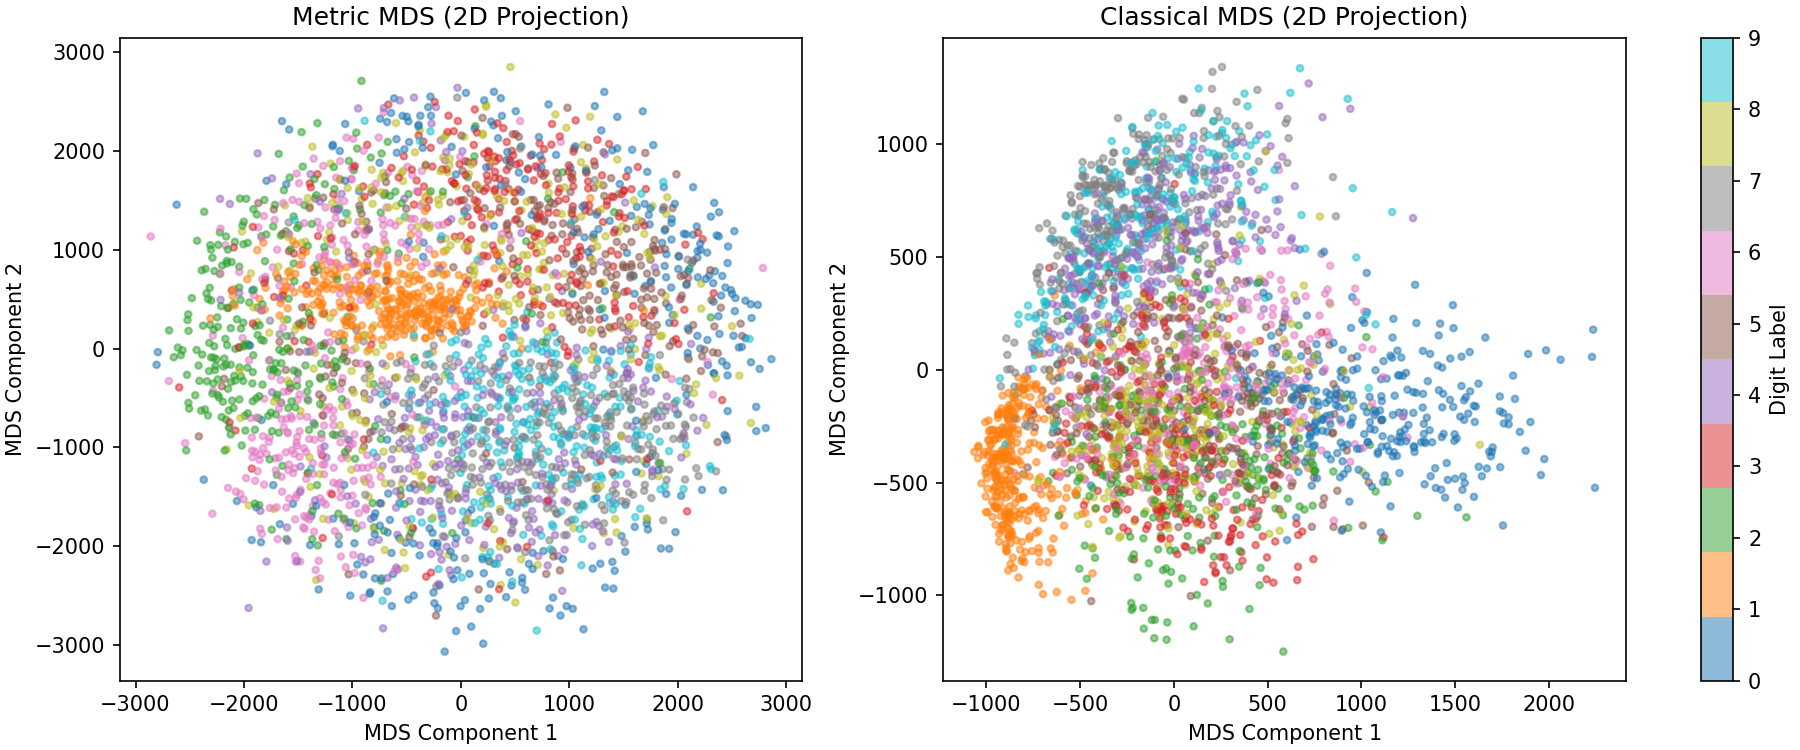 Metric MDS (2D Projection)
3000
2000
1000
0
−1000
−2000
−3000
MDS Component 2
−3000 −2000 −1000 0 1000 2000 3000
MDS Component 1
Classical MDS (2D Projection)
1000
500
0
−500
−1000
MDS Component 2
−1000 −500 0 500 1000 1500 2000
MDS Component 1
9
8
7
6
5
4
3
2
1
0
Digit Label